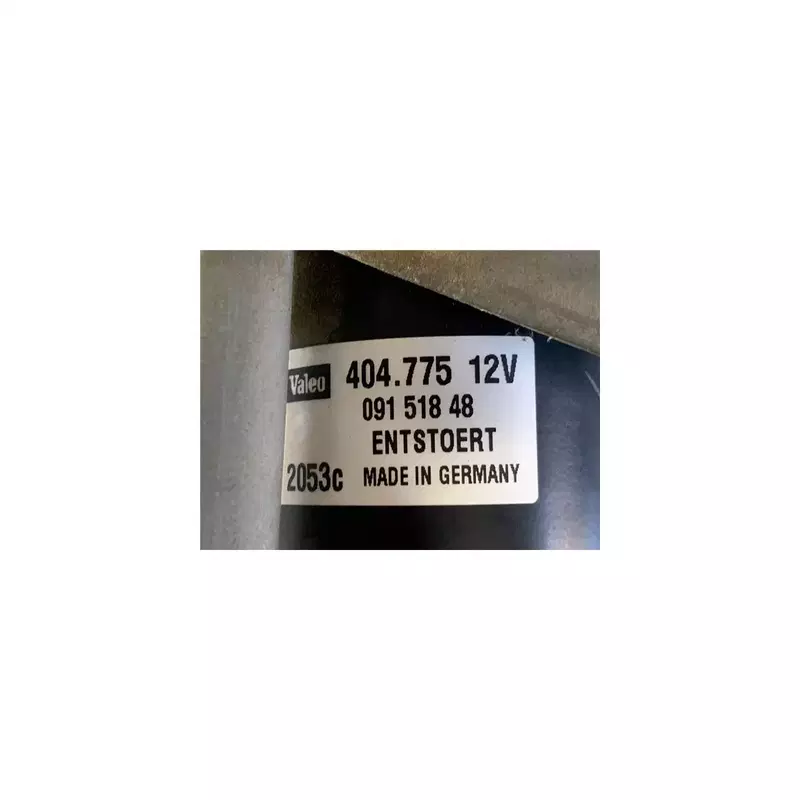 Valeo 404.775 12V
091 518 48
ENTSTOERT
2053c MADE IN GERMANY